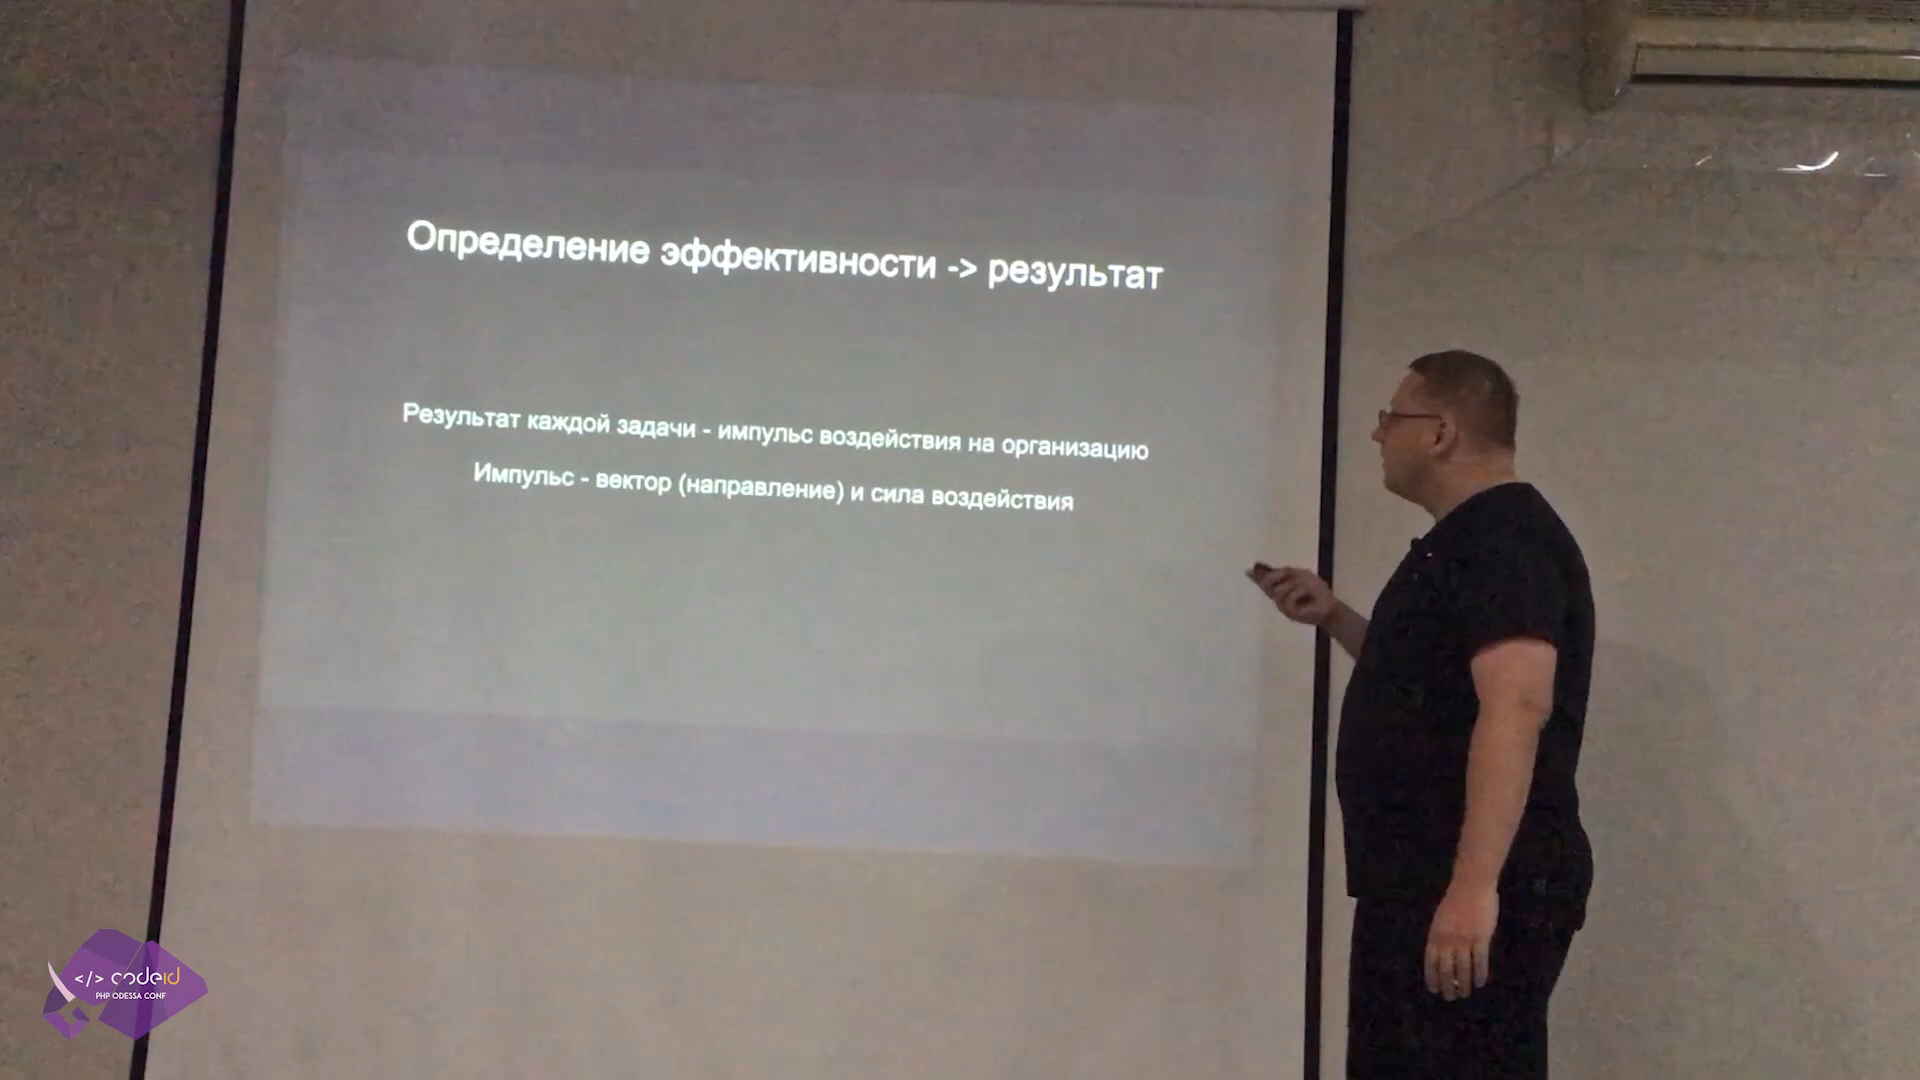 Определение эффективности -> результат
Результат каждой задачи - импульс воздействия на организацию
Импульс - вектор (направление) и сила воздействия
</> codeid
PHP ODESSA CONF